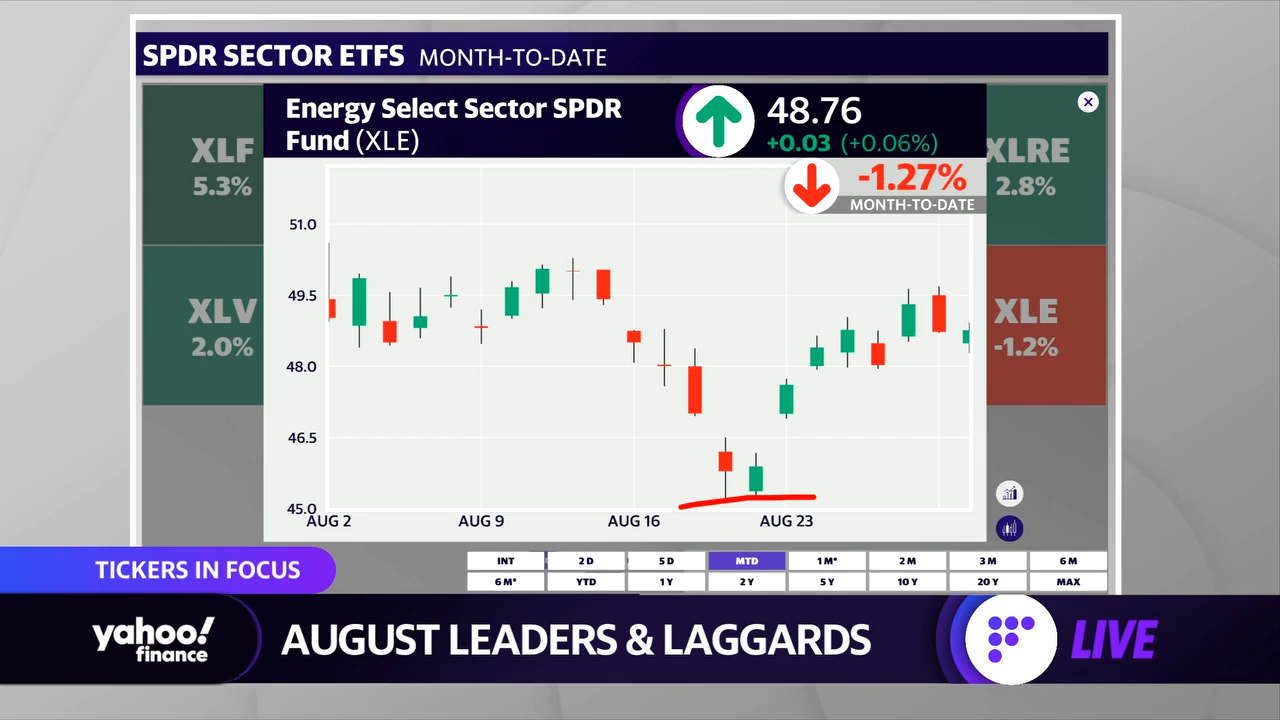 SPDR SECTOR ETFS MONTH-TO-DATE
Energy Select Sector SPDR
Fund (XLE)
48.76
+0.03 (+0.06%)
-1.27%
MONTH-TO-DATE
XLF
5.3%
XLRE
2.8%
XLV
2.0%
XLE
-1.2%
51.0
49.5
48.0
46.5
45.0
AUG 2 AUG 9 AUG 16 AUG 23
INT 2 D 5 D MTD 1 M* 2 M 3 M 6 M
6 M* YTD 1 Y 2 Y 5 Y 10 Y 20 Y MAX
TICKERS IN FOCUS
yahoo!
finance
AUGUST LEADERS & LAGGARDS
LIVE